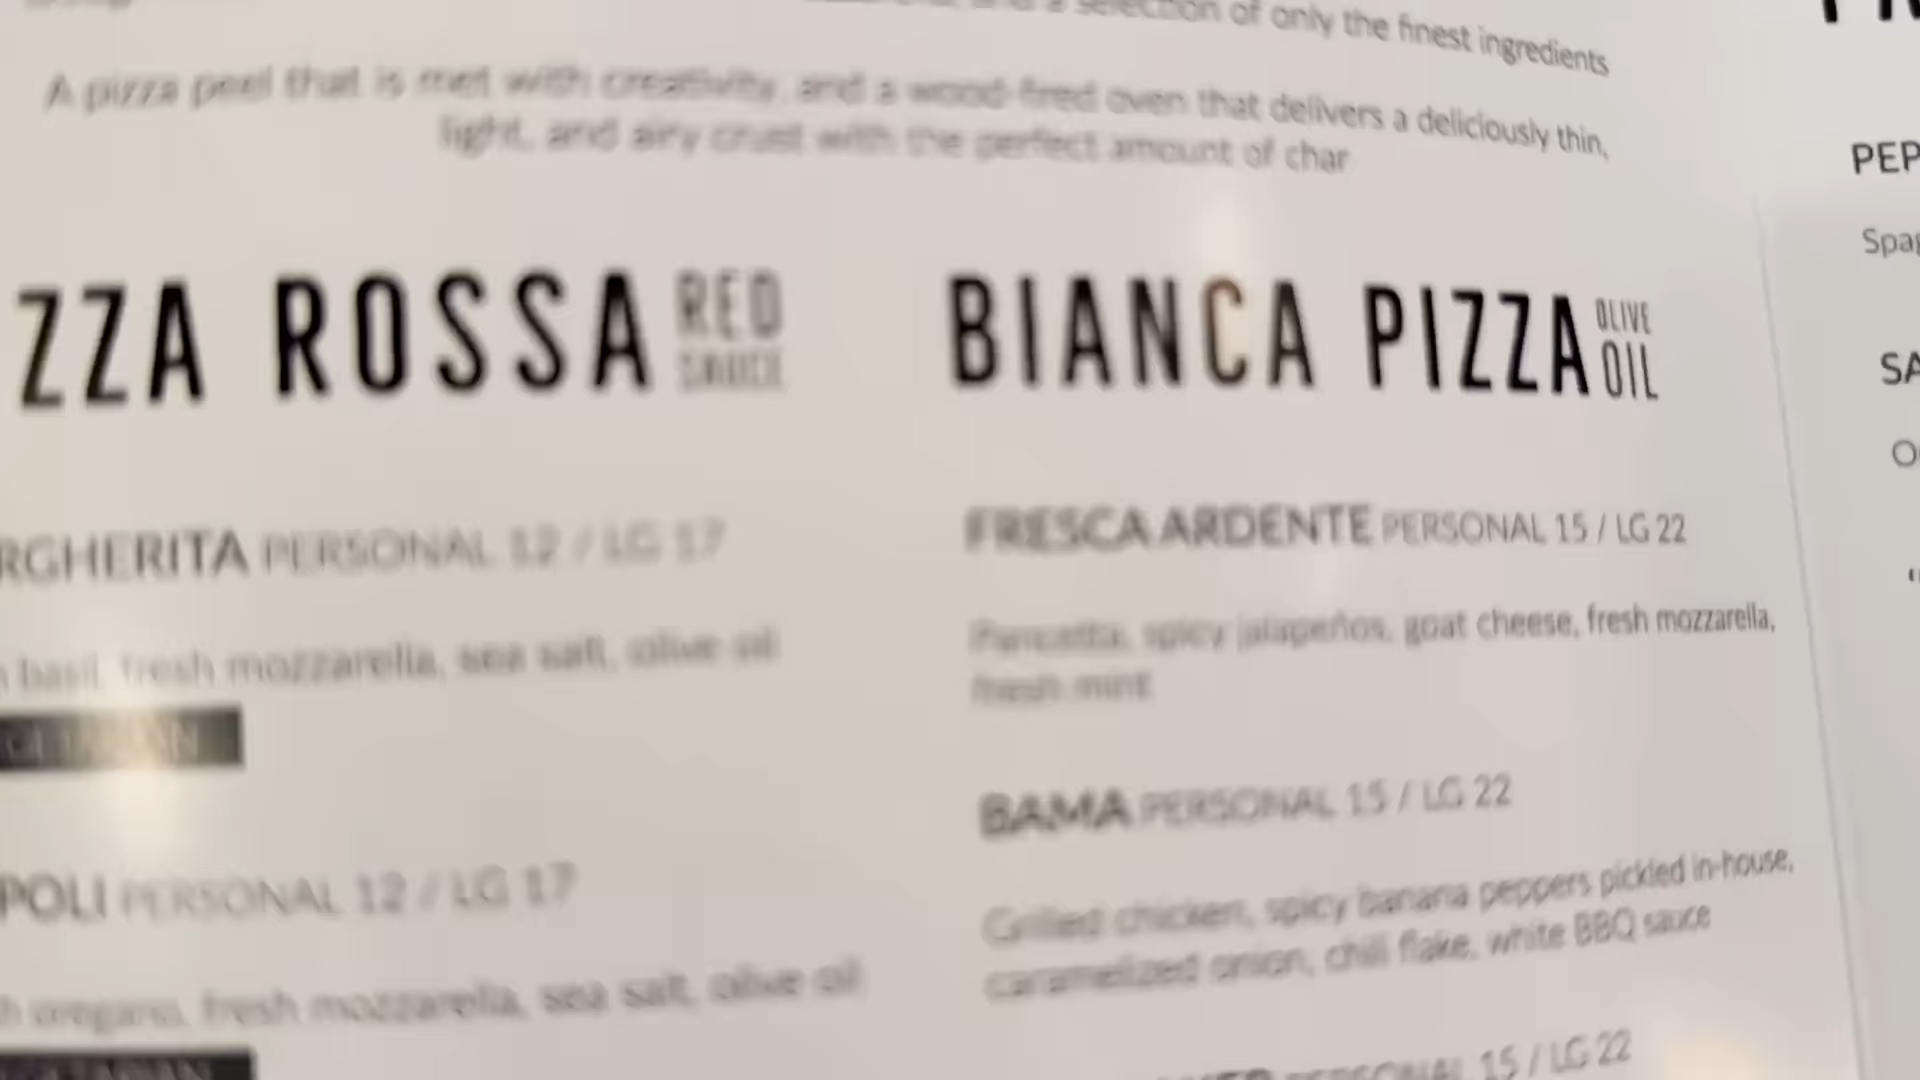 a selection of only the finest ingredients
A pizza peel that is met with creativity, and a wood-fired oven that delivers a deliciously thin,
light, and airy crust with the perfect amount of char
ZZA ROSSA RED SAUCE
RGHERITA PERSONAL 12 / LG 17
basil, fresh mozzarella, sea salt, olive oil
POLI PERSONAL 12 / LG 17
h oregano, fresh mozzarella, sea salt, olive oil
BIANCA PIZZA OLIVE OIL
FRESCA ARDENTE PERSONAL 15 / LG 22
Pancetta, spicy jalapeños, goat cheese, fresh mozzarella,
fresh mint
BAMA PERSONAL 15 / LG 22
Grilled chicken, spicy banana peppers pickled in-house,
caramelized onion, chili flake, white BBQ sauce
PERSONAL 15 / LG 22
PEP
Spag
SA